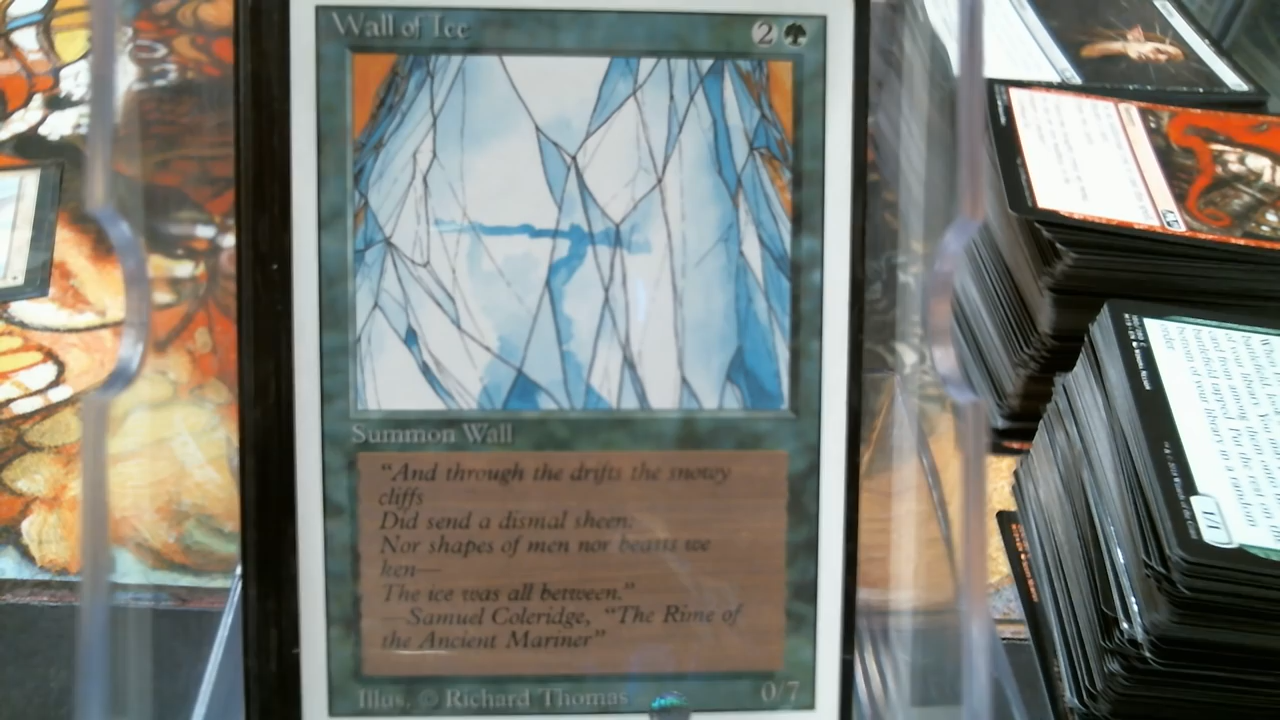 Wall of Ice
2
Summon Wall
"And through the drifts the snowy
cliffs
Did send a dismal sheen:
Nor shapes of men nor beasts we
ken—
The ice was all between."
—Samuel Coleridge, "The Rime of
the Ancient Mariner"
Illus. © Richard Thomas
0/7
1/1